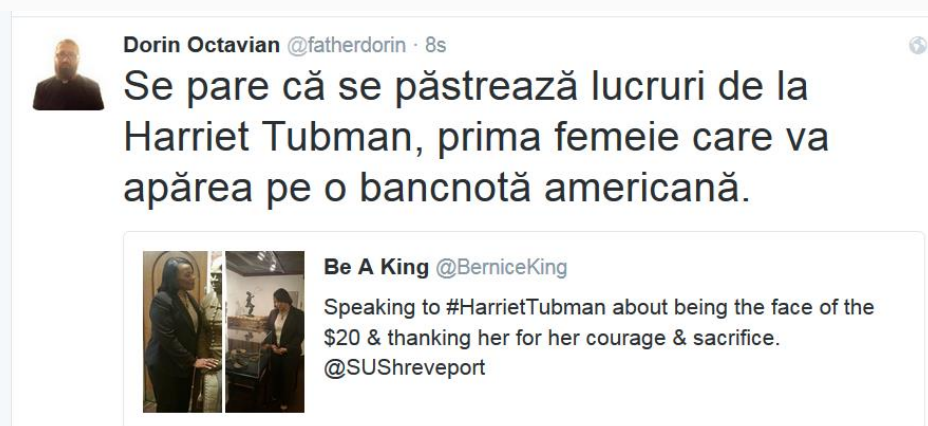 Dorin Octavian @fatherdorin · 8s
Se pare că se păstrează lucruri de la
Harriet Tubman, prima femeie care va
apărea pe o bancnotă americană.
Be A King @BerniceKing
Speaking to #HarrietTubman about being the face of the
$20 & thanking her for her courage & sacrifice.
@SUShreveport